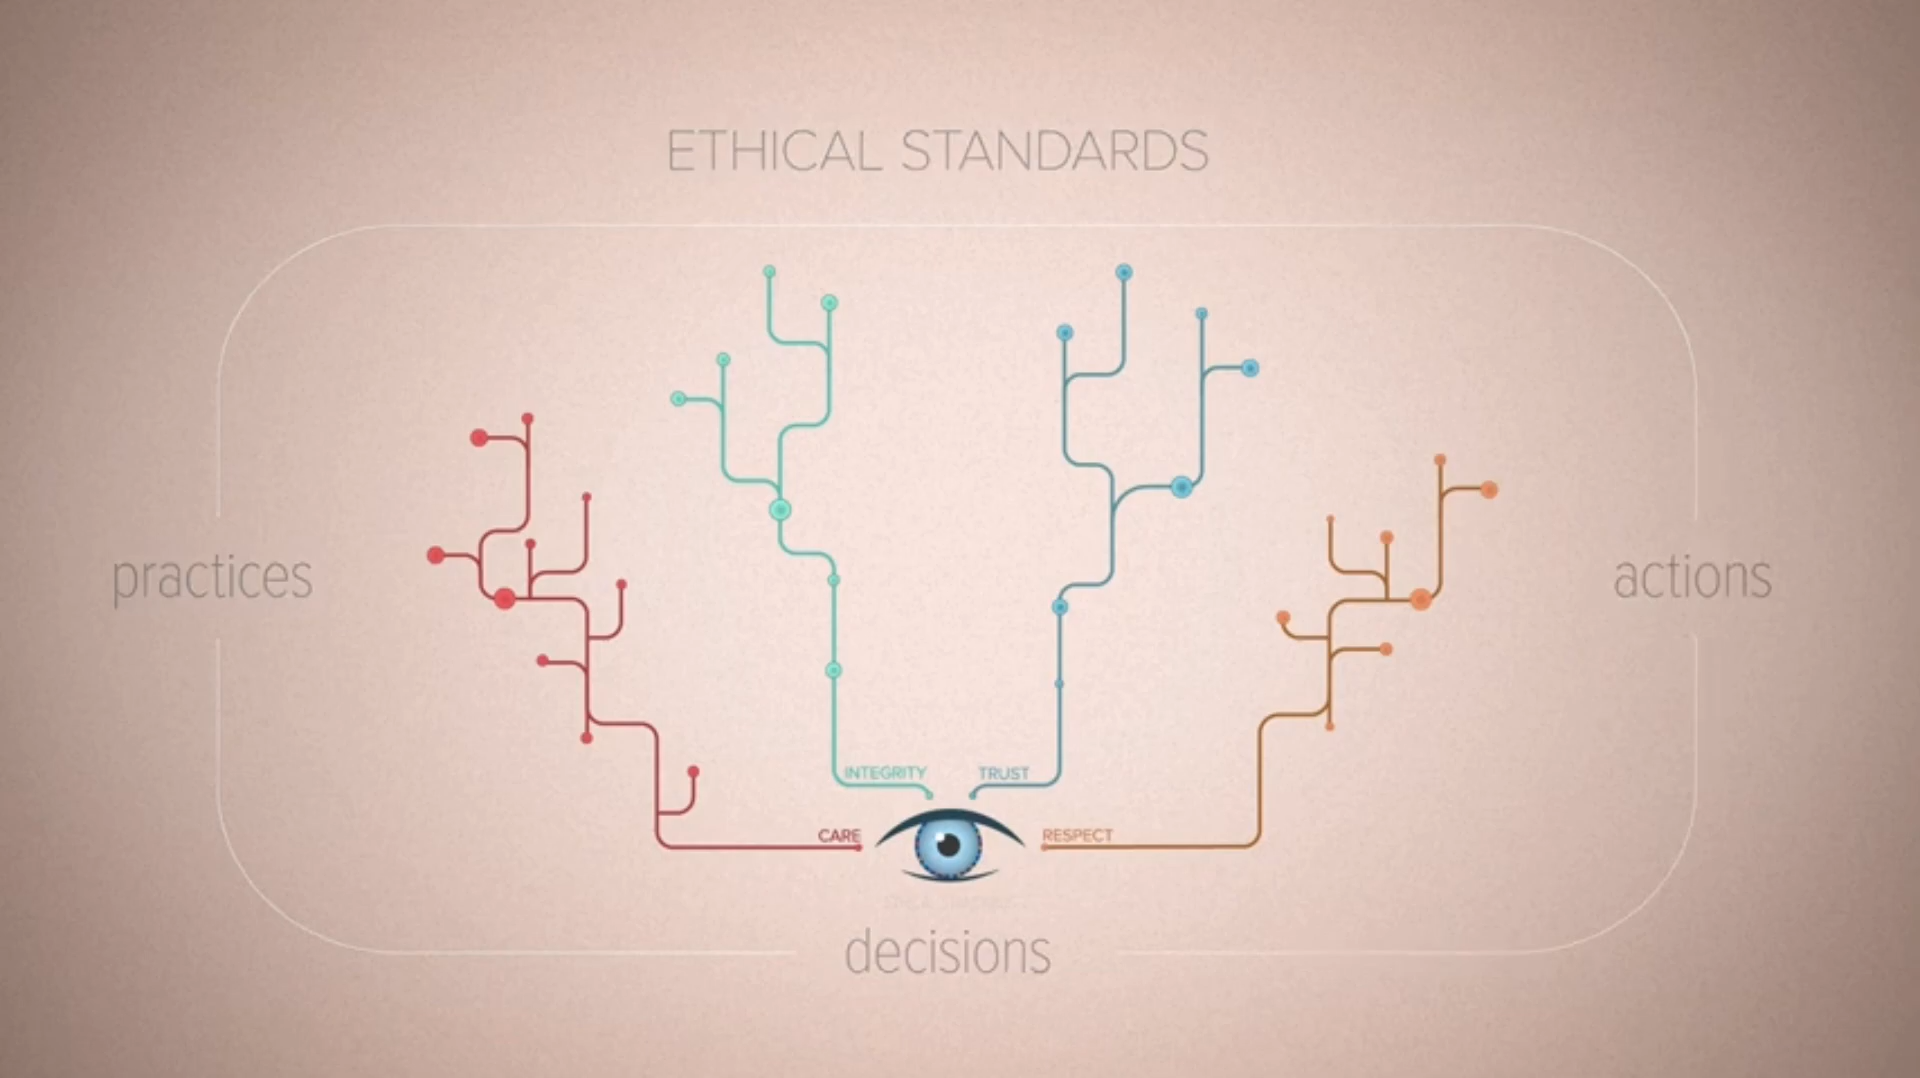 ETHICAL STANDARDS
practices
actions
INTEGRITY
TRUST
CARE
RESPECT
decisions